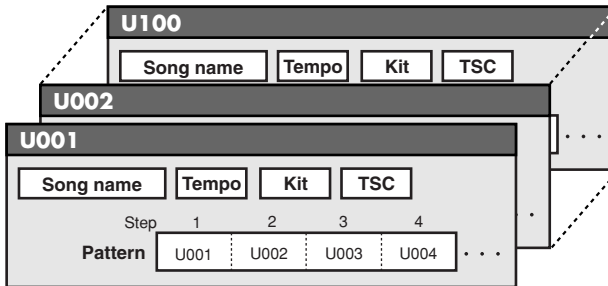 U100
Song name Tempo Kit TSC
U002
. . .
U001
Song name Tempo Kit TSC
Step 1 2 3 4
Pattern U001 U002 U003 U004 . . .